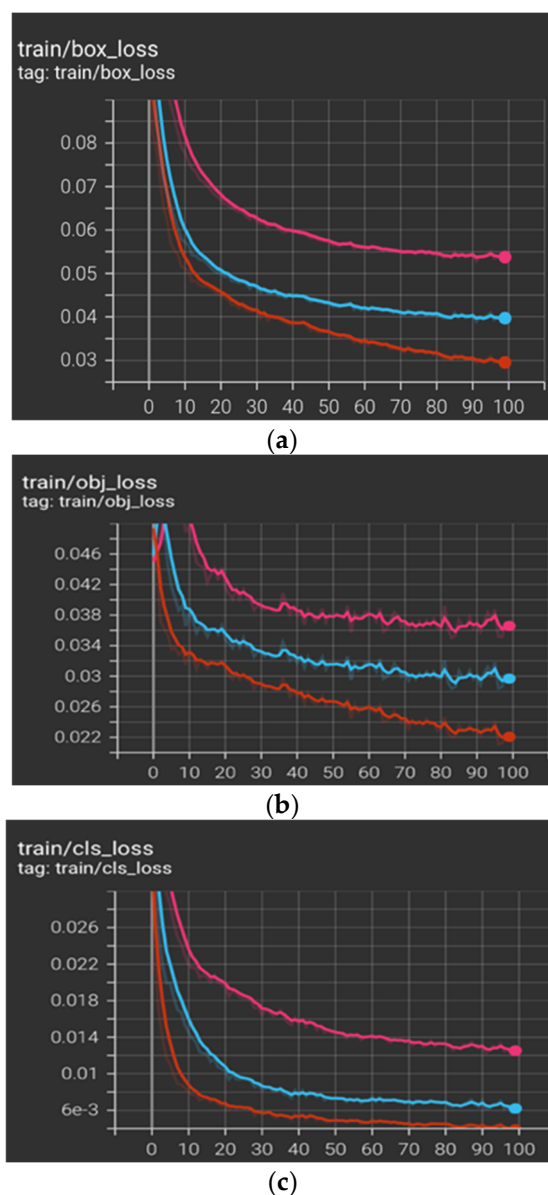 train/box_loss
tag: train/box_loss
0.08
0.07
0.06
0.05
0.04
0.03
0 10 20 30 40 50 60 70 80 90 100
(a)
train/obj_loss
tag: train/obj_loss
0.046
0.042
0.038
0.034
0.03
0.026
0.022
0 10 20 30 40 50 60 70 80 90 100
(b)
train/cls_loss
tag: train/cls_loss
0.026
0.022
0.018
0.014
0.01
6e-3
0 10 20 30 40 50 60 70 80 90 100
(c)